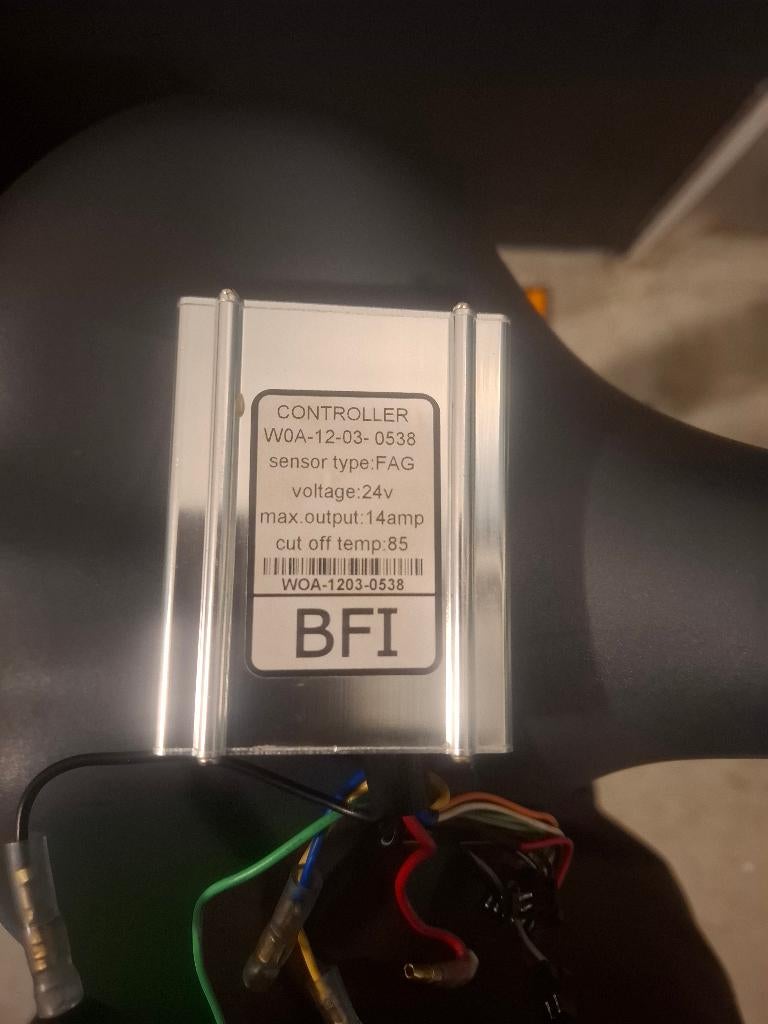 CONTROLLER
W0A-12-03- 0538
sensor type:FAG
voltage:24v
max.output:14amp
cut off temp:85
WOA-1203-0538
BFI